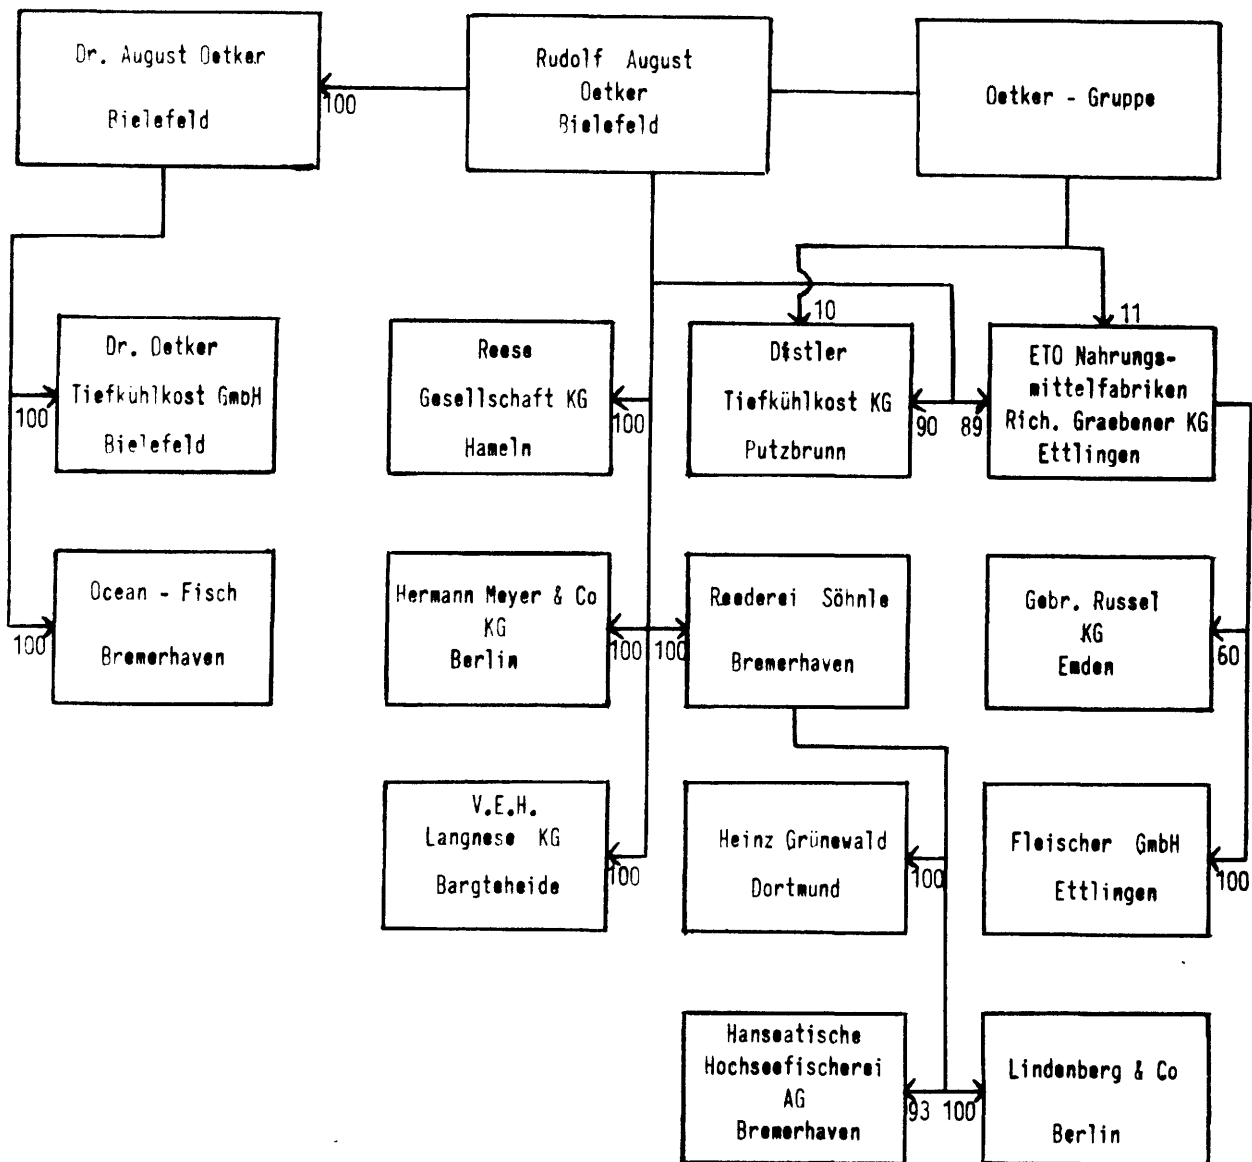 Dr. August Oetker
Bielefeld
100
Rudolf August
Oetker
Bielefeld
Oetker - Gruppe
Dr. Oetker
Tiefkühlkost GmbH
Bielefeld
100
Reese
Gesellschaft KG
Hameln
100
10
Distler
Tiefkühlkost KG
Putzbrunn
90 89
11
ETO Nahrungs-
mittelfabriken
Rich. Graebener KG
Ettlingen
Ocean - Fisch
Bremerhaven
100
Hermann Meyer & Co
KG
Berlin
100 100
Reederei Söhnle
Bremerhaven
Gebr. Russel
KG
Emden
60
V.E.H.
Langnese KG
Bargteheide
100
Heinz Grünewald
Dortmund
100
Fleischer GmbH
Ettlingen
100
Hanseatische
Hochseefischerei
AG
Bremerhaven
93 100
Lindenberg & Co
Berlin